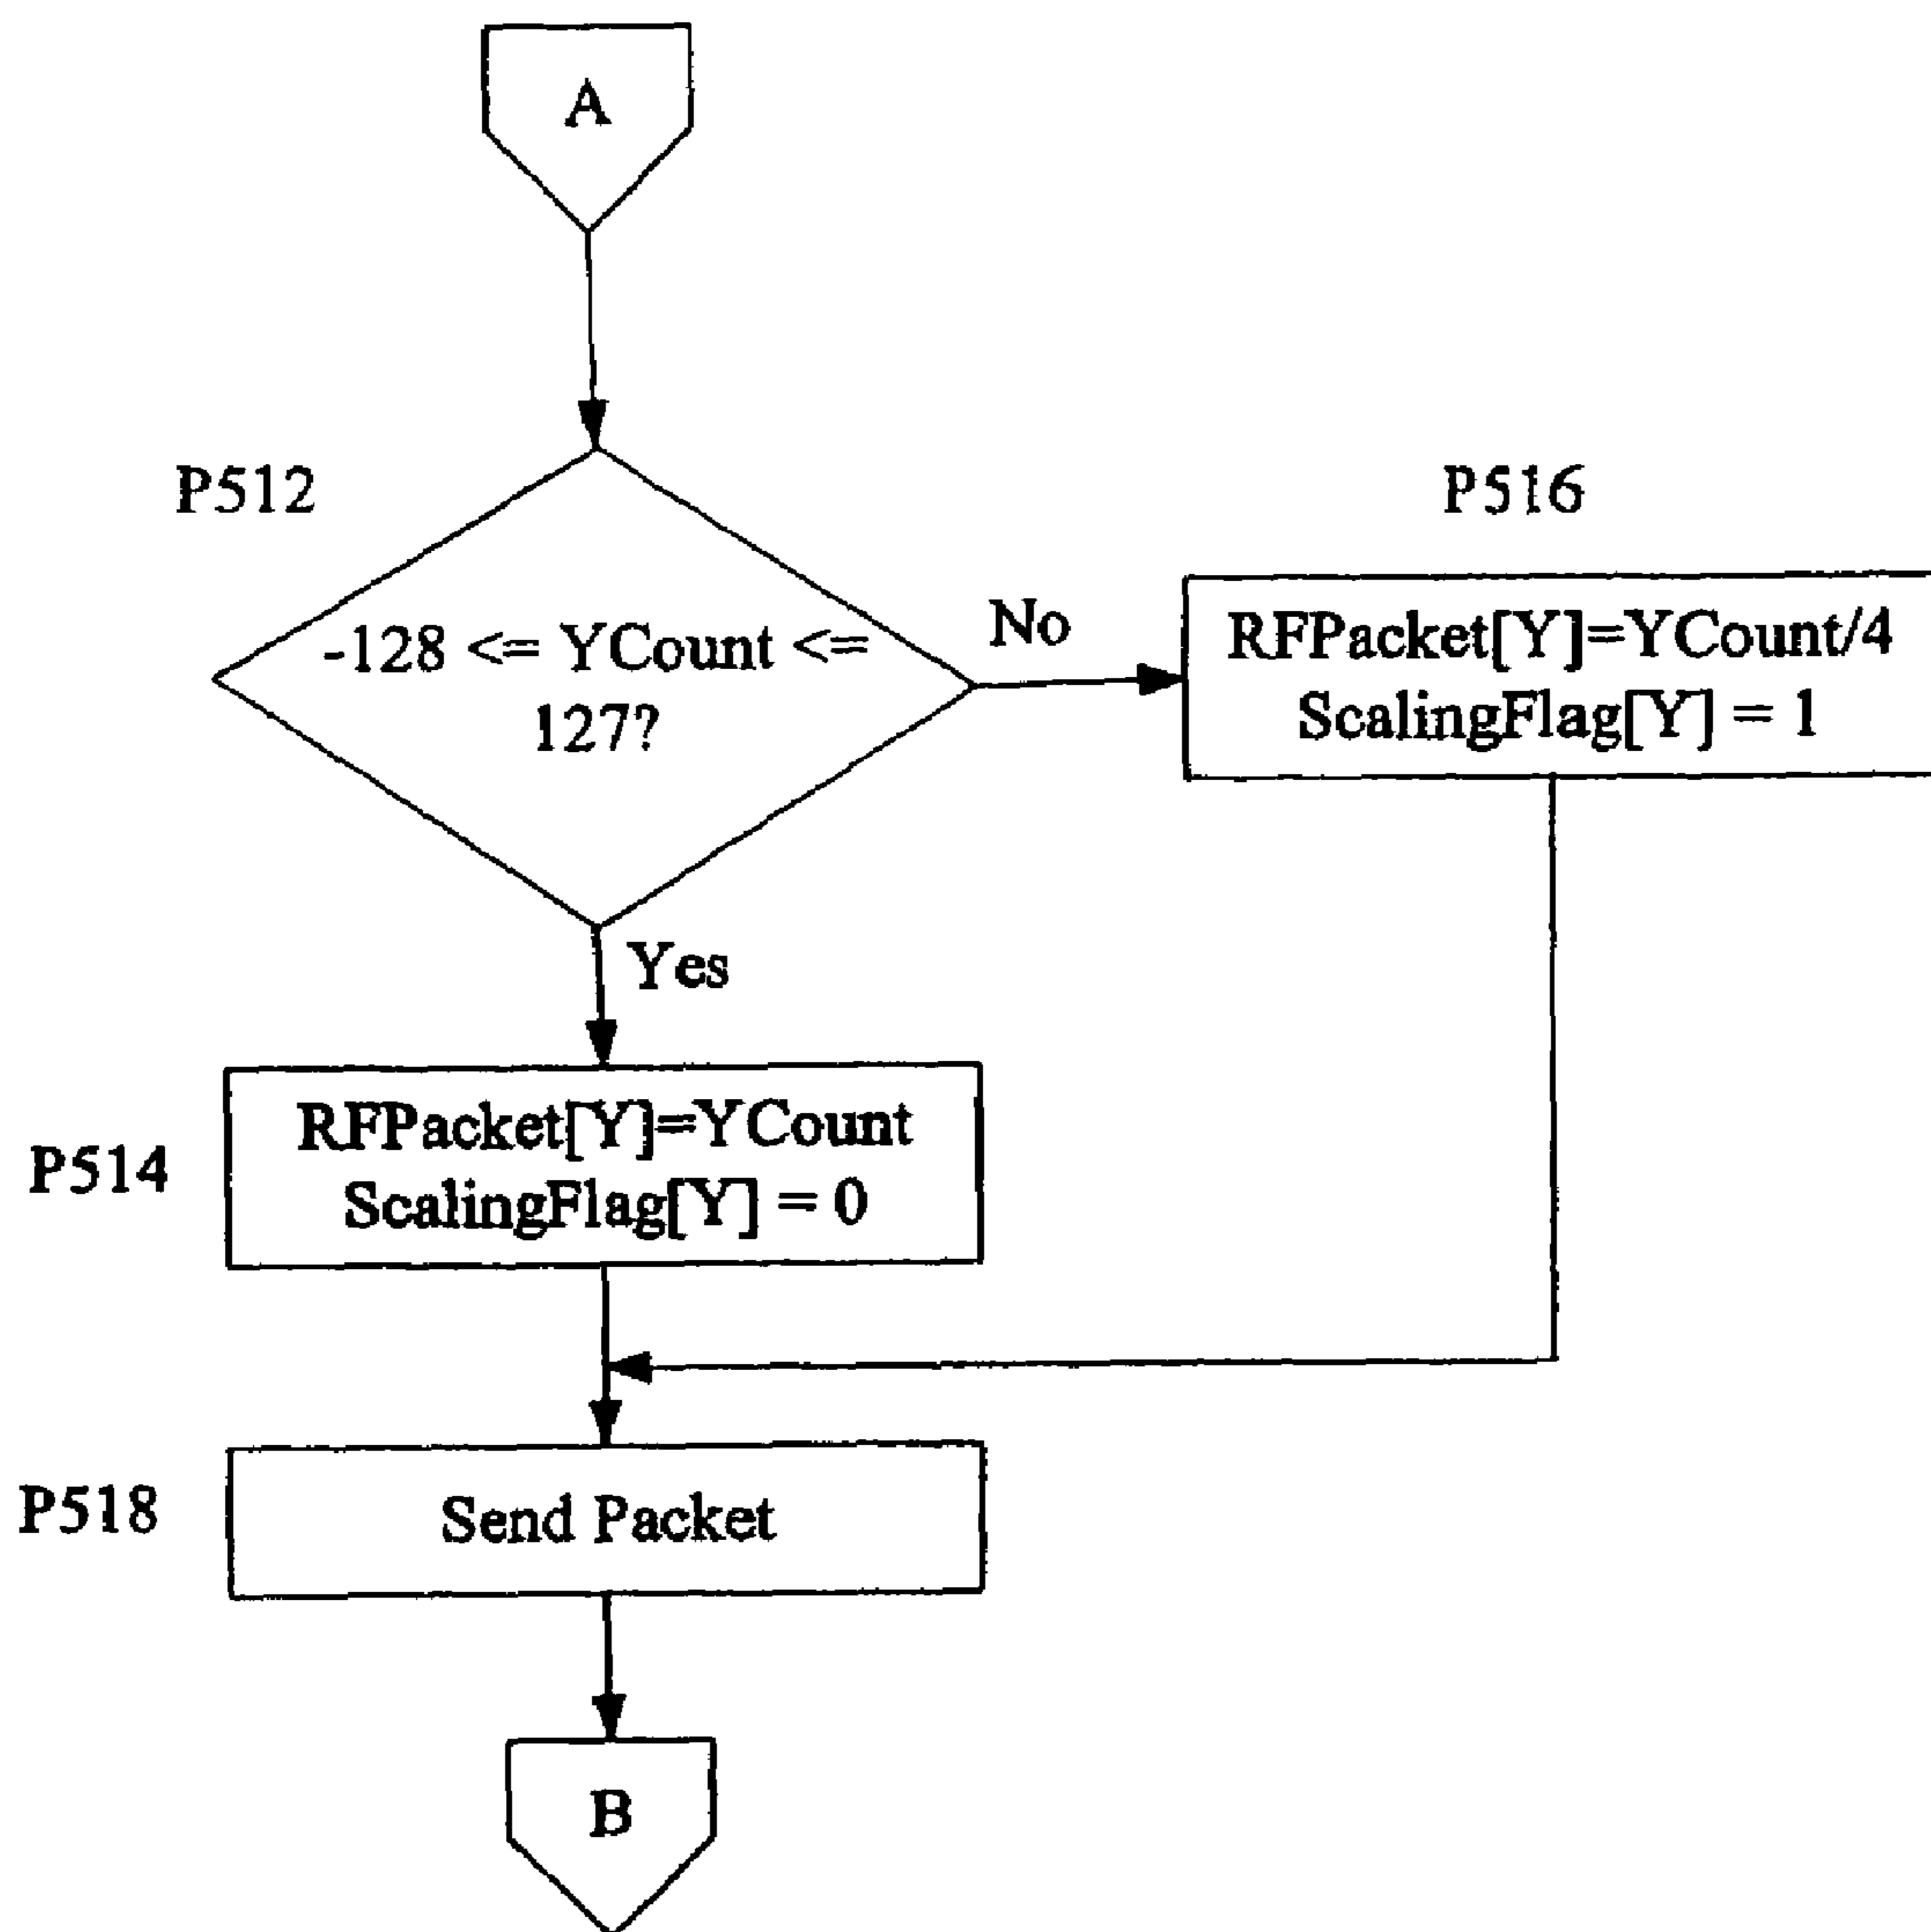 A
P512
-128 <= YCount <=
127?
No
P516
RFPacket[Y]=YCount/4
ScalingFlag[Y] = 1
Yes
P514
RFPacket[Y]=YCount
ScalingFlag[Y] = 0
P518
Send Packet
B